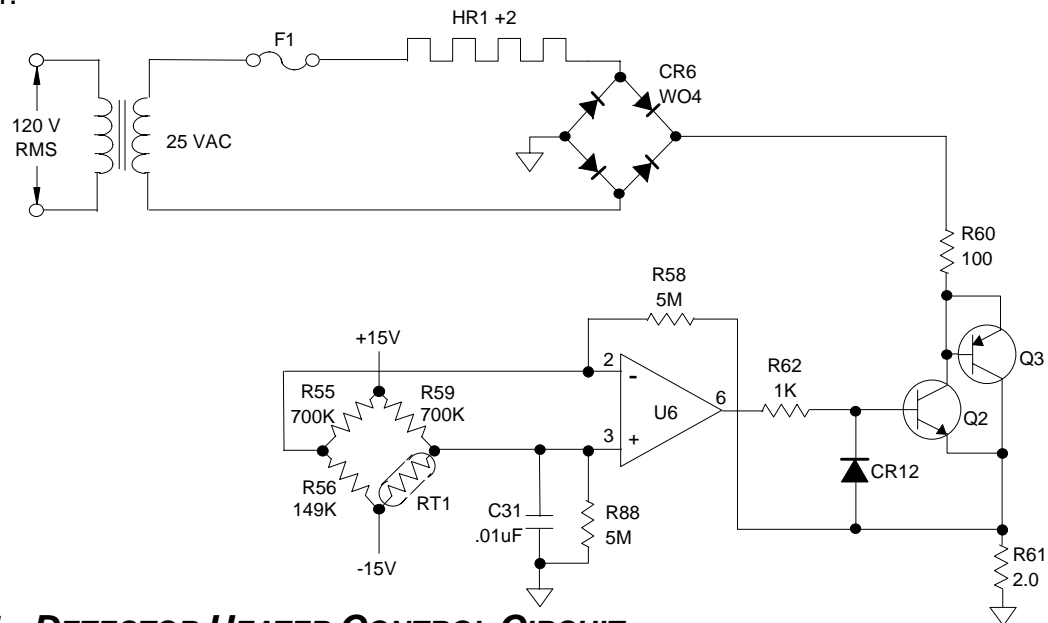 HR1 +2
F1
CR6
WO4
120 V
RMS
25 VAC
R60
100
R58
5M
+15V
Q3
R55
700K
R59
700K
2
-
R62
1K
6
U6
Q2
3
+
R56
149K
RT1
CR12
C31
.01uF
R88
5M
-15V
R61
2.0
DETECTOR HEATER CONTROL CIRCUIT